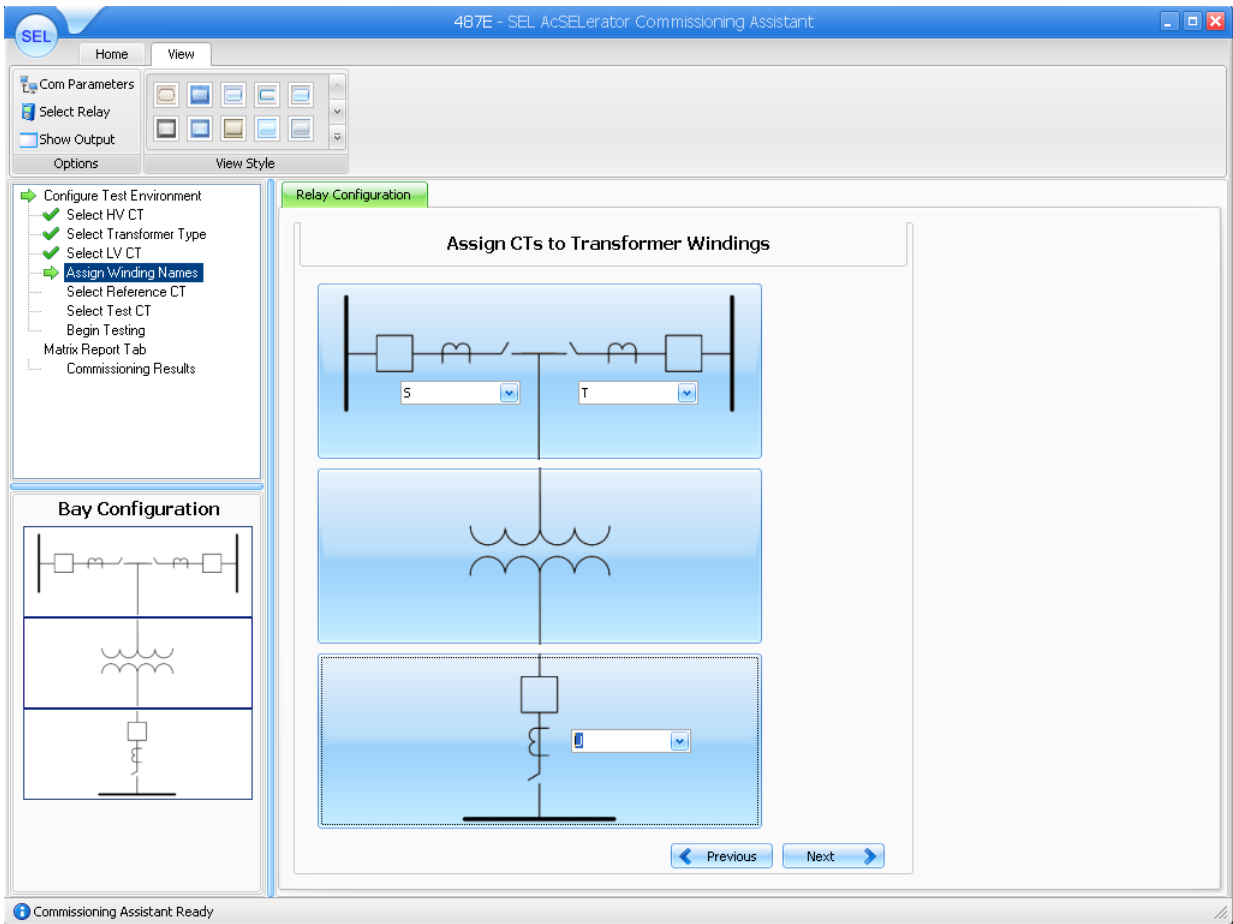 487E - SEL AcSELerator Commissioning Assistant
SEL
Home View
Com Parameters
Select Relay
Show Output
Options View Style
Configure Test Environment
Select HV CT
Select Transformer Type
Select LV CT
Assign Winding Names
Select Reference CT
Select Test CT
Begin Testing
Matrix Report Tab
Commissioning Results
Bay Configuration
Relay Configuration
Assign CTs to Transformer Windings
S T
Previous Next
Commissioning Assistant Ready